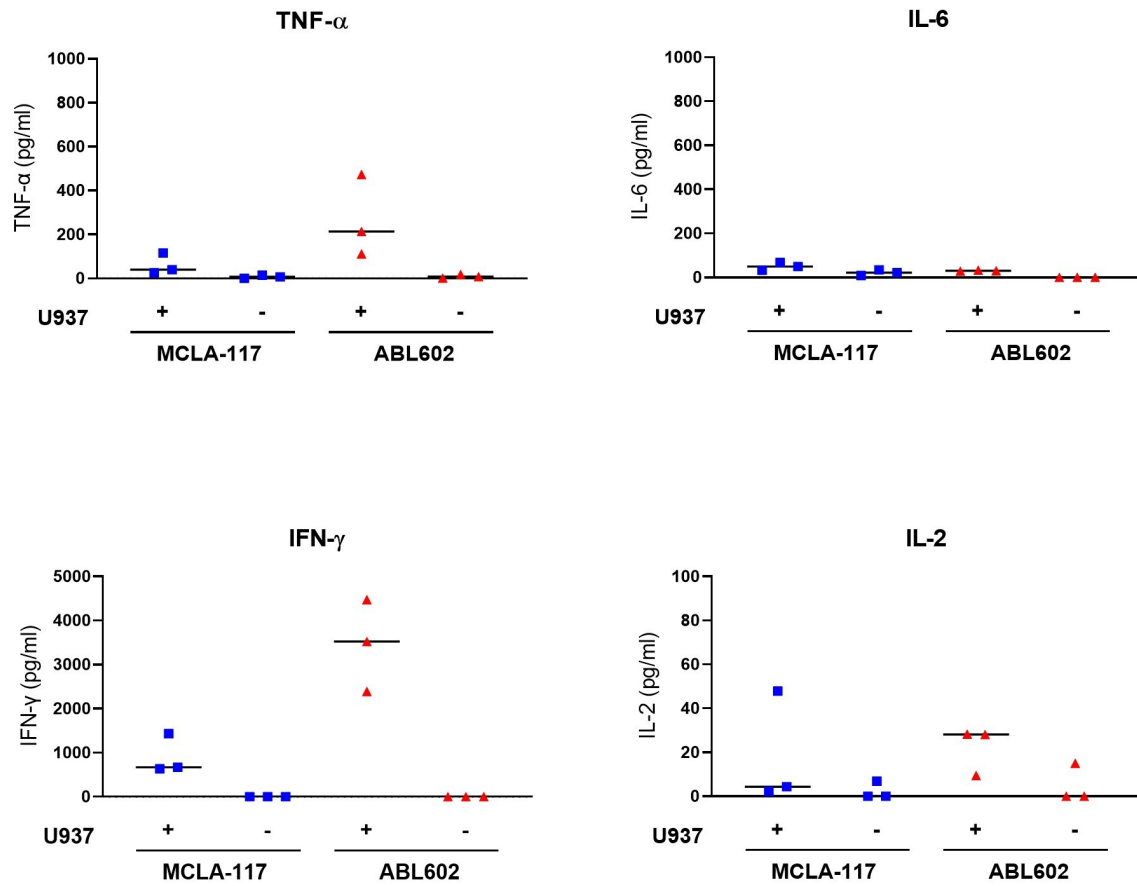 TNF-α
TNF-α (pg/ml)
1000
800
600
400
200
0
U937
+ - + -
MCLA-117 ABL602
IL-6
IL-6 (pg/ml)
1000
800
600
400
200
0
U937
+ - + -
MCLA-117 ABL602
IFN-γ
IFN-γ (pg/ml)
5000
4000
3000
2000
1000
0
U937
+ - + -
MCLA-117 ABL602
IL-2
IL-2 (pg/ml)
100
80
60
40
20
0
U937
+ - + -
MCLA-117 ABL602